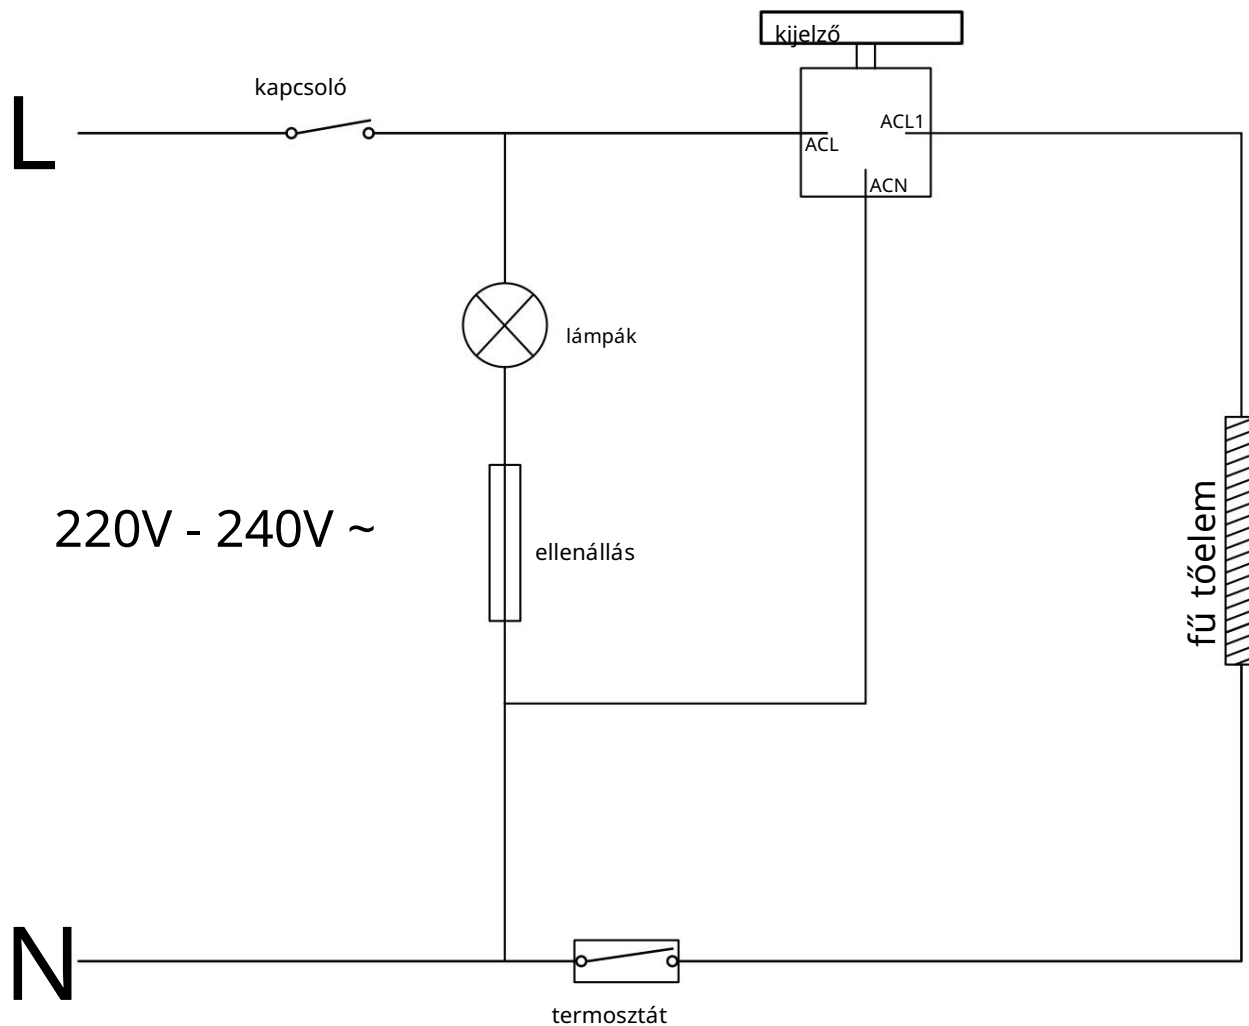 kijelző
kapcsoló
L
ACL1
ACL
ACN
lámpák
220V - 240V ~
ellenállás
fű tőelem
N
termosztát